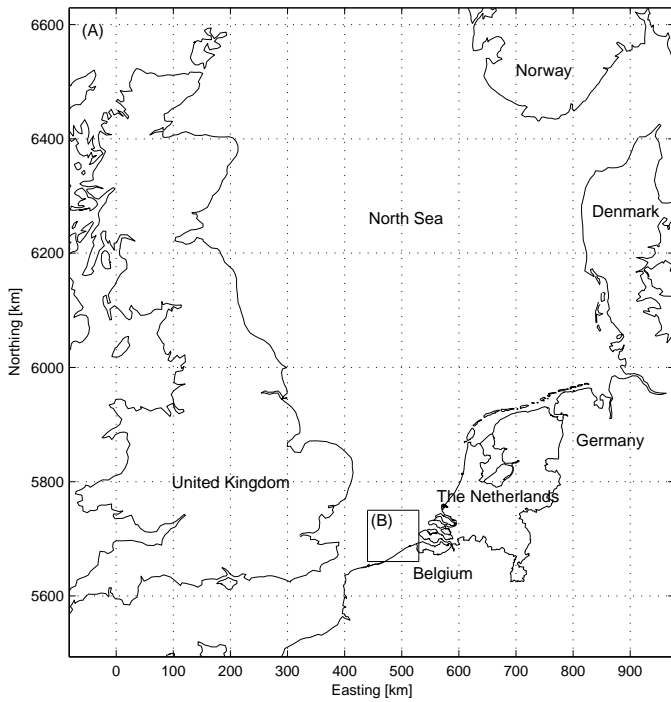 6600
(A)
Norway
6400
North Sea
Denmark
6200
Northing [km]
6000
Germany
5800
United Kingdom
The Netherlands
(B)
Belgium
5600
0 100 200 300 400 500 600 700 800 900
Easting [km]